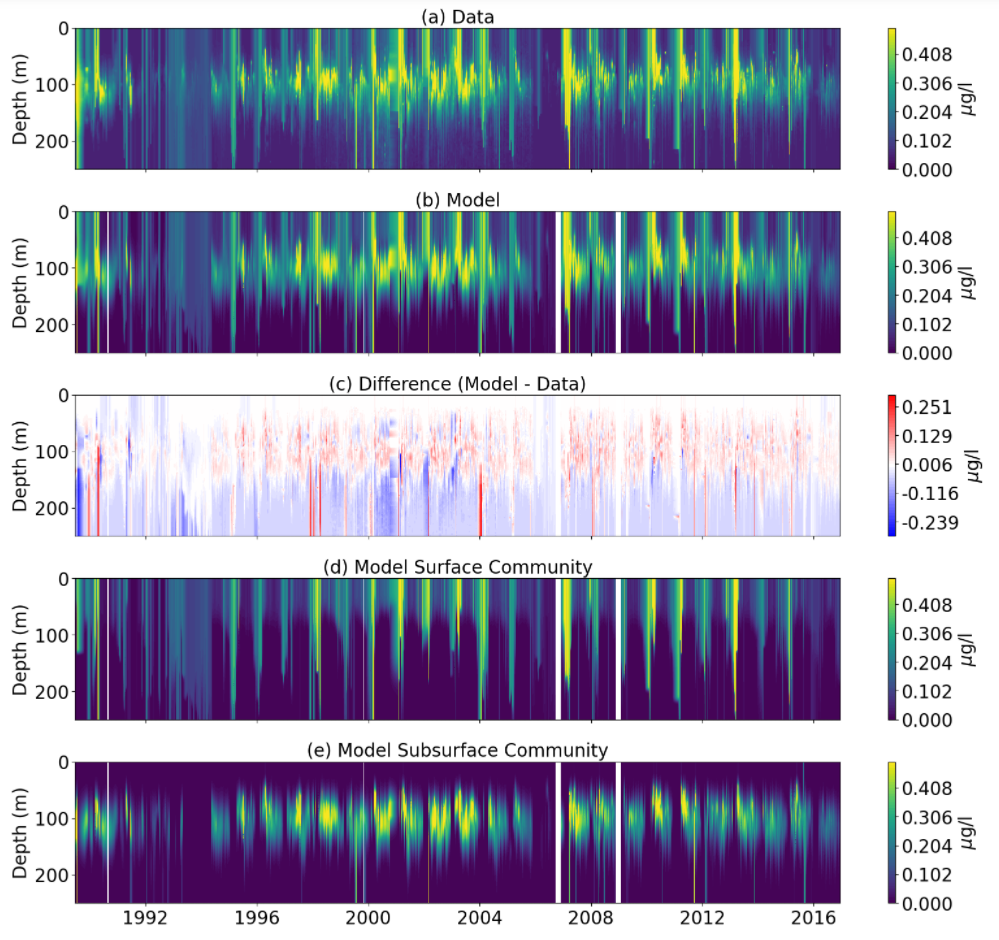 (a) Data
Depth (m)
0
100
200
0.408
0.306
0.204
0.102
0.000
μg/l
(b) Model
Depth (m)
0
100
200
0.408
0.306
0.204
0.102
0.000
μg/l
(c) Difference (Model - Data)
Depth (m)
0
100
200
0.251
0.129
0.006
-0.116
-0.239
μg/l
(d) Model Surface Community
Depth (m)
0
100
200
0.408
0.306
0.204
0.102
0.000
μg/l
(e) Model Subsurface Community
Depth (m)
0
100
200
0.408
0.306
0.204
0.102
0.000
μg/l
1992 1996 2000 2004 2008 2012 2016